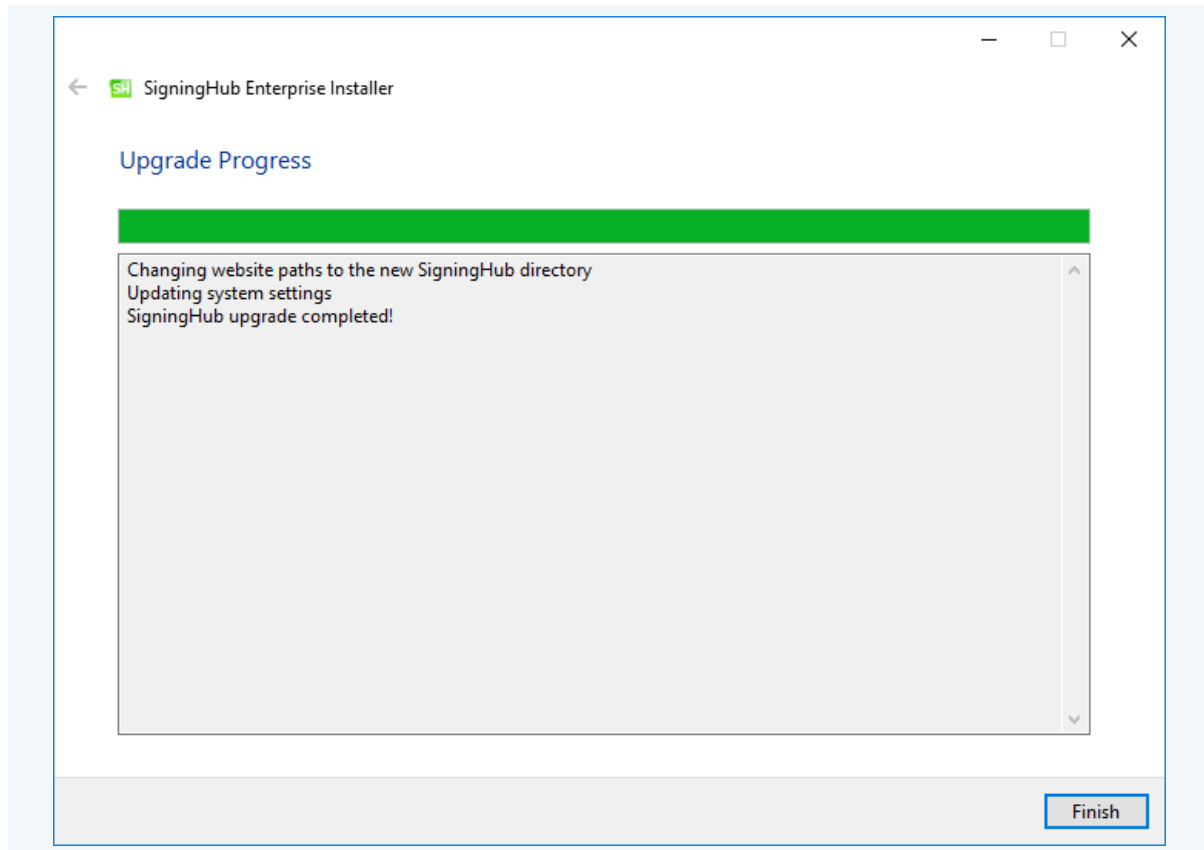 SH SigningHub Enterprise Installer
Upgrade Progress
Changing website paths to the new SigningHub directory
Updating system settings
SigningHub upgrade completed!
Finish